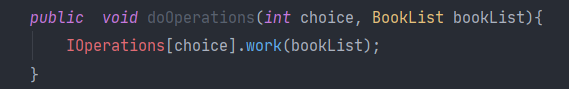 public  void doOperations(int choice, BookList bookList){
    IOperations[choice].work(bookList);
}